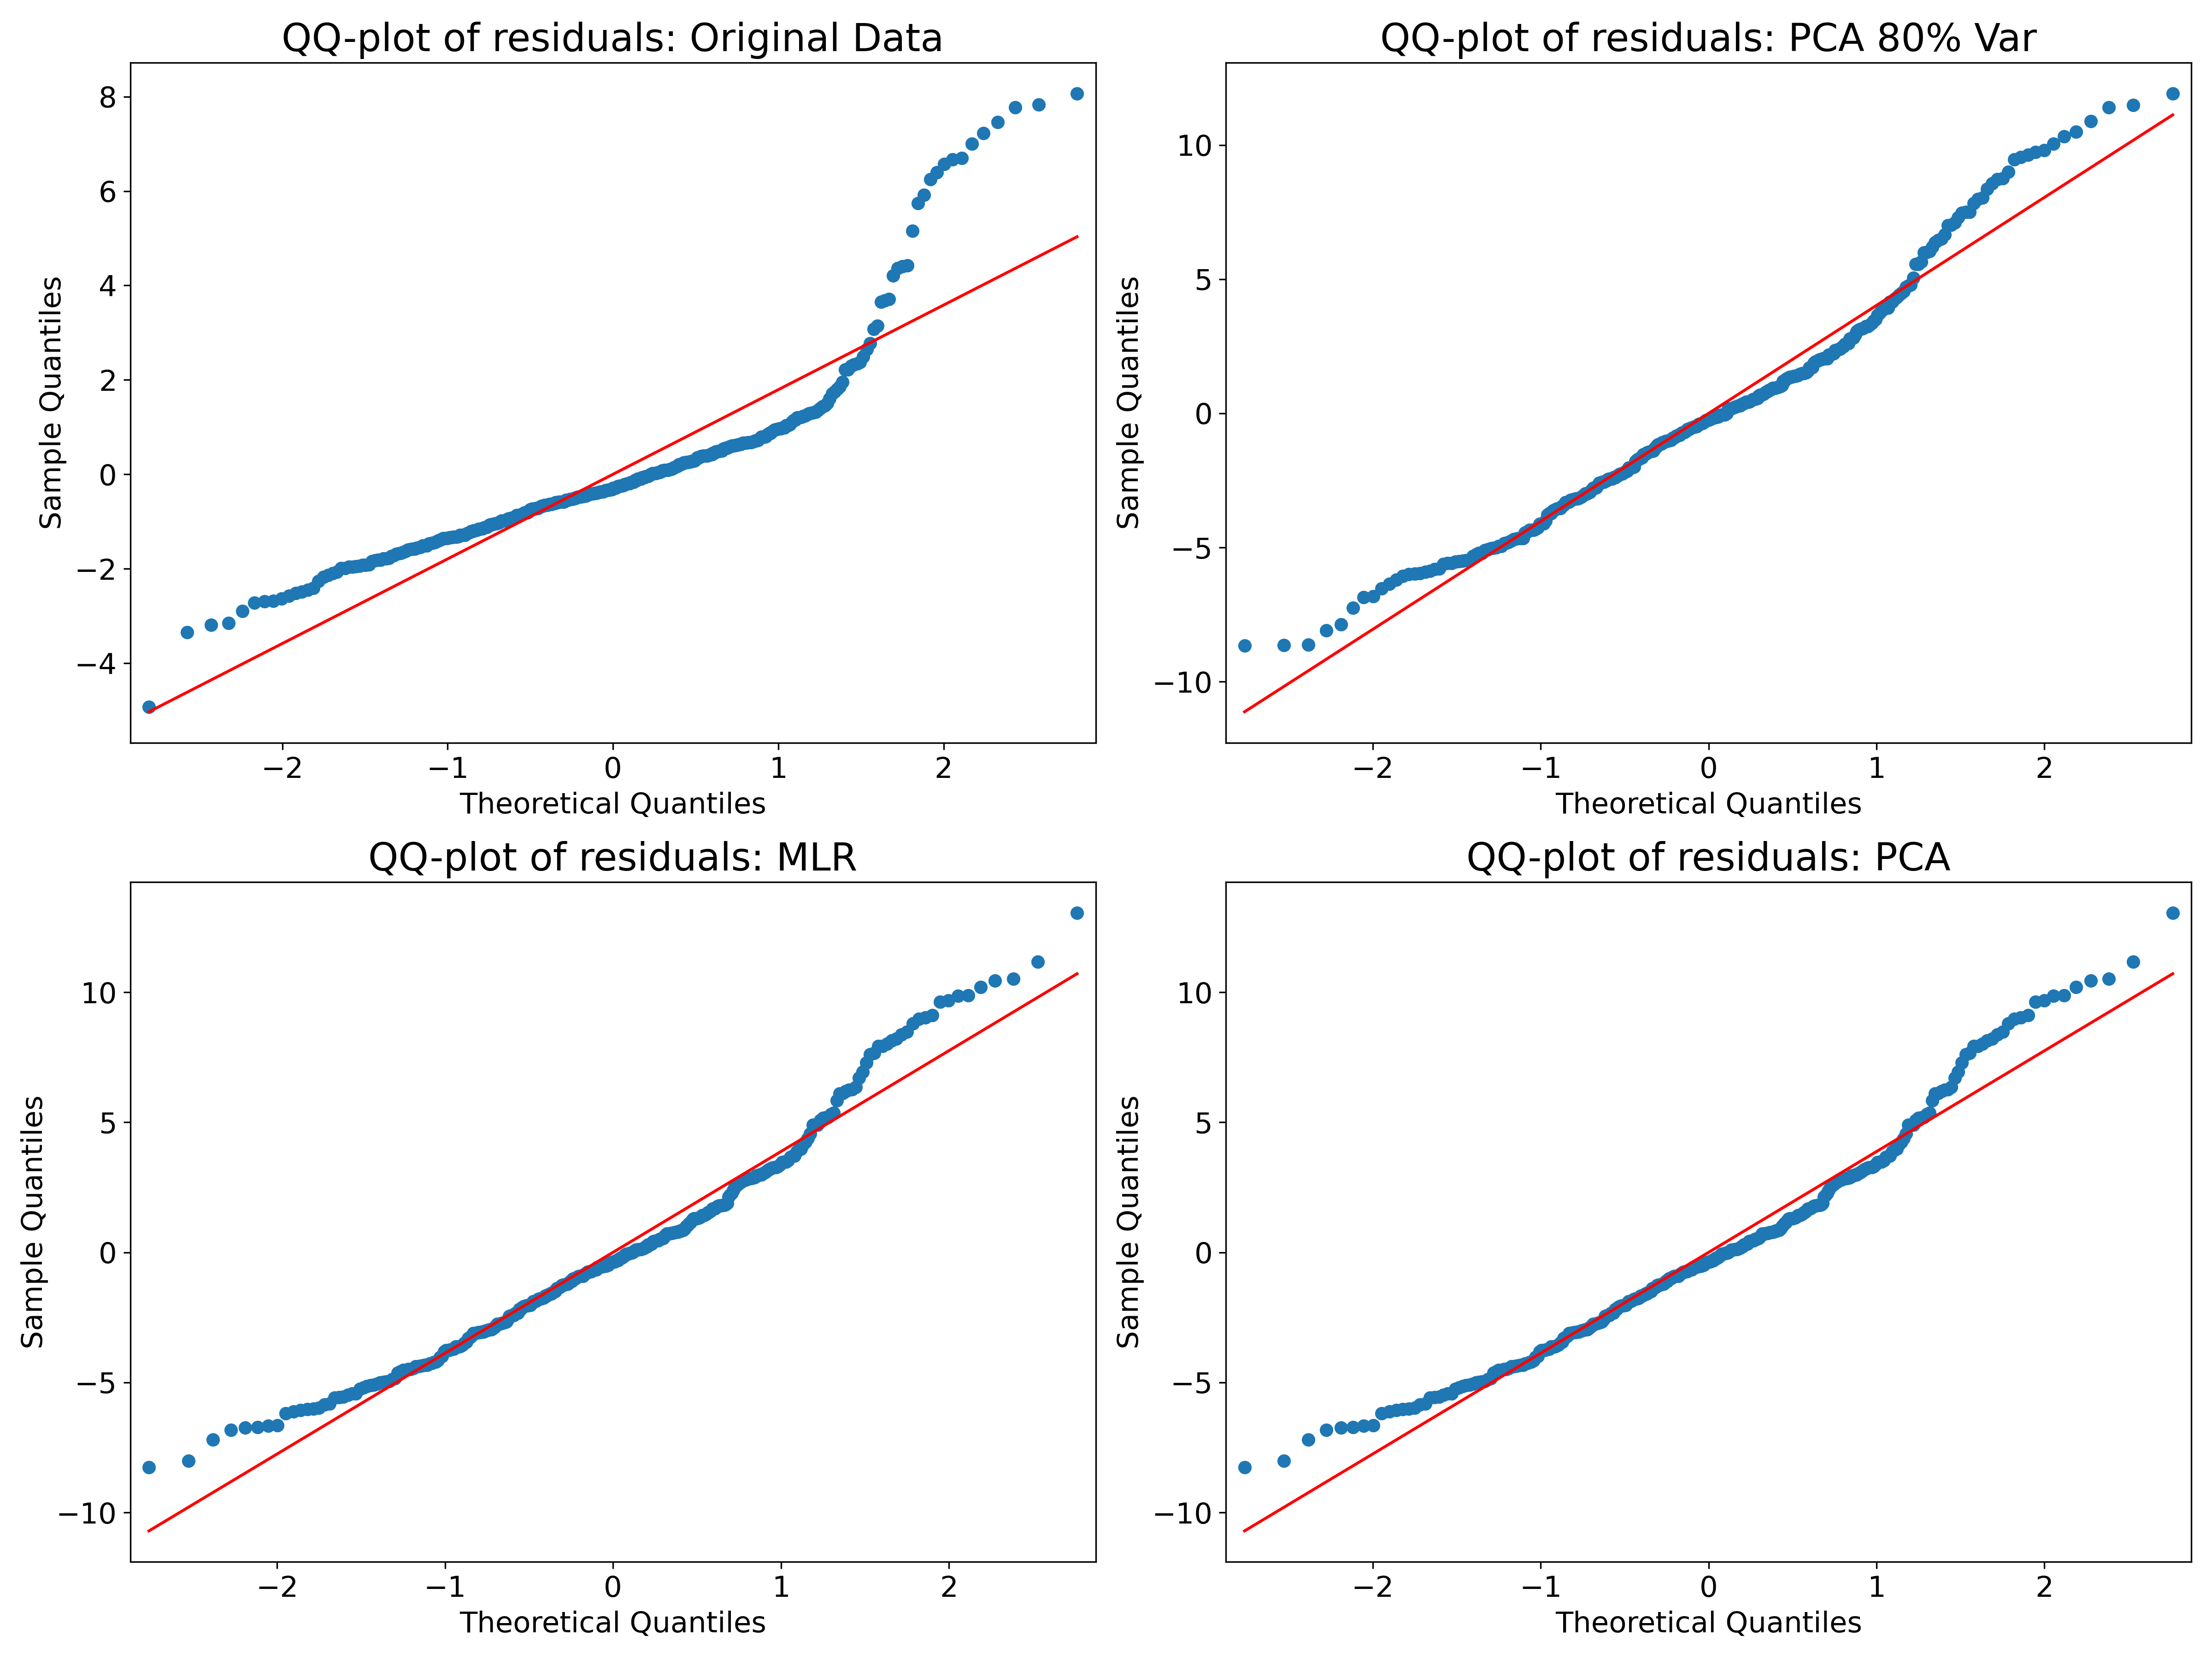 QQ-plot of residuals: Original Data
8
6
4
2
0
−2
−4
Sample Quantiles
−2 −1 0 1 2
Theoretical Quantiles
QQ-plot of residuals: PCA 80% Var
10
5
0
−5
−10
Sample Quantiles
−2 −1 0 1 2
Theoretical Quantiles
QQ-plot of residuals: MLR
10
5
0
−5
−10
Sample Quantiles
−2 −1 0 1 2
Theoretical Quantiles
QQ-plot of residuals: PCA
10
5
0
−5
−10
Sample Quantiles
−2 −1 0 1 2
Theoretical Quantiles